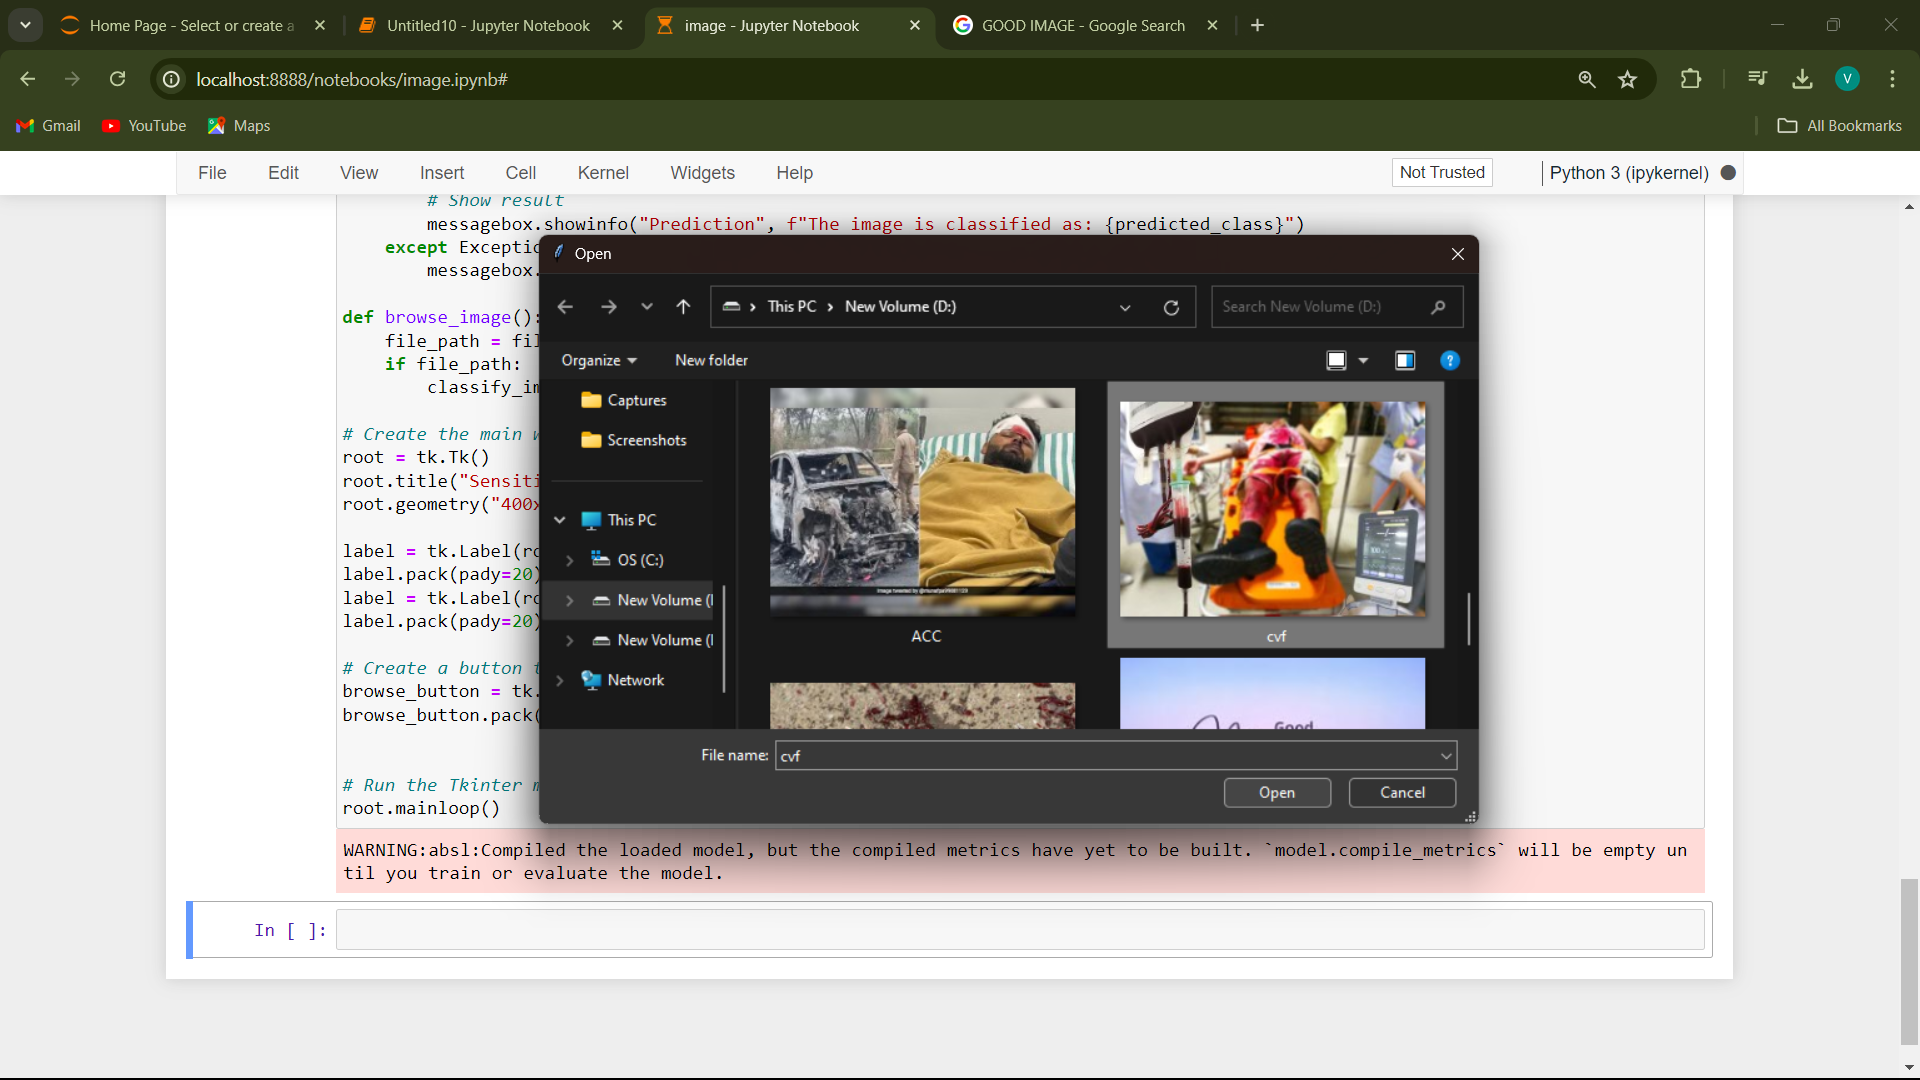 Home Page - Select or create a
Untitled10 - Jupyter Notebook
image - Jupyter Notebook
GOOD IMAGE - Google Search
localhost:8888/notebooks/image.ipynb#
V
Gmail
YouTube
Maps
All Bookmarks
File
Edit
View
Insert
Cell
Kernel
Widgets
Help
Not Trusted
Python 3 (ipykernel)
# Show result
messagebox.showinfo("Prediction", f"The image is classified as: {predicted_class}")
except Exceptio
messagebox.
def browse_image():
file_path = fil
if file_path:
classify_im
# Create the main w
root = tk.Tk()
root.title("Sensiti
root.geometry("400x
label = tk.Label(ro
label.pack(pady=20)
label = tk.Label(ro
label.pack(pady=20)
# Create a button t
browse_button = tk.
browse_button.pack(
# Run the Tkinter m
root.mainloop()
Open
This PC
New Volume (D:)
Search New Volume (D:)
Organize
New folder
?
Captures
Screenshots
This PC
OS (C:)
New Volume (
New Volume (
Network
ACC
cvf
Good
File name:
cvf
Open
Cancel
WARNING:absl:Compiled the loaded model, but the compiled metrics have yet to be built. `model.compile_metrics` will be empty un
til you train or evaluate the model.
In [ ]: